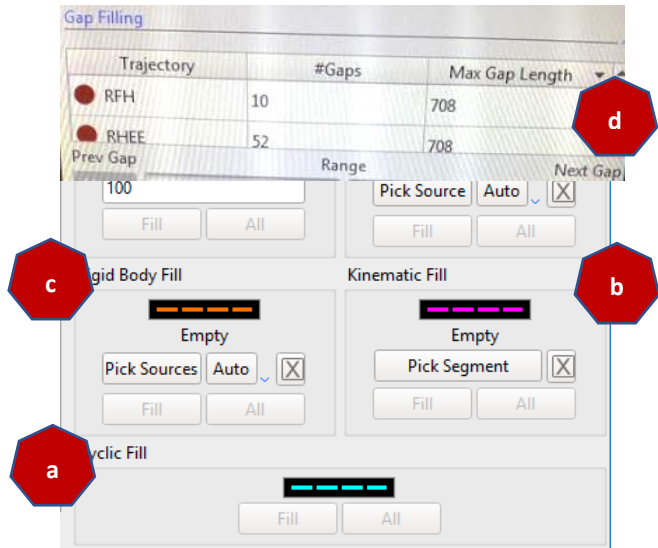 Gap Filling
Trajectory #Gaps Max Gap Length
RFH 10 708
d
RHEE 52 708
Prev Gap Range Next Gap
100 Pick Source Auto X
Fill All Fill All
c gid Body Fill Kinematic Fill b
Empty Empty
Pick Sources Auto X Pick Segment X
Fill All Fill All
a yclic Fill
Fill All